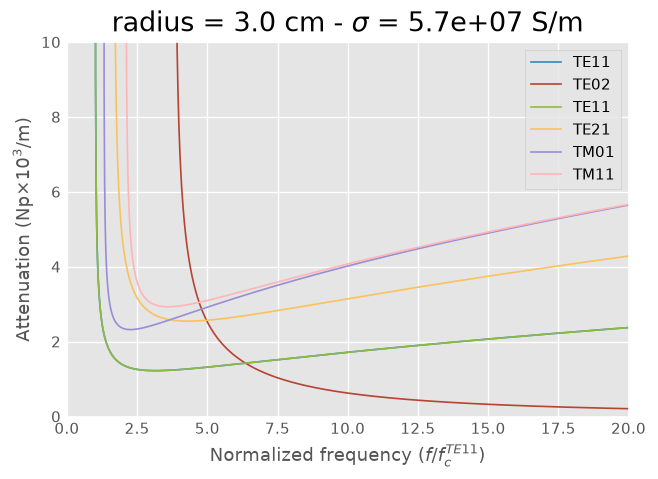 radius = 3.0 cm - σ = 5.7e+07 S/m
Attenuation (Np×10³/m)
10
8
6
4
2
0
TE11
TE02
TE11
TE21
TM01
TM11
0.0 2.5 5.0 7.5 10.0 12.5 15.0 17.5 20.0
Normalized frequency (f/f_c^{TE11})